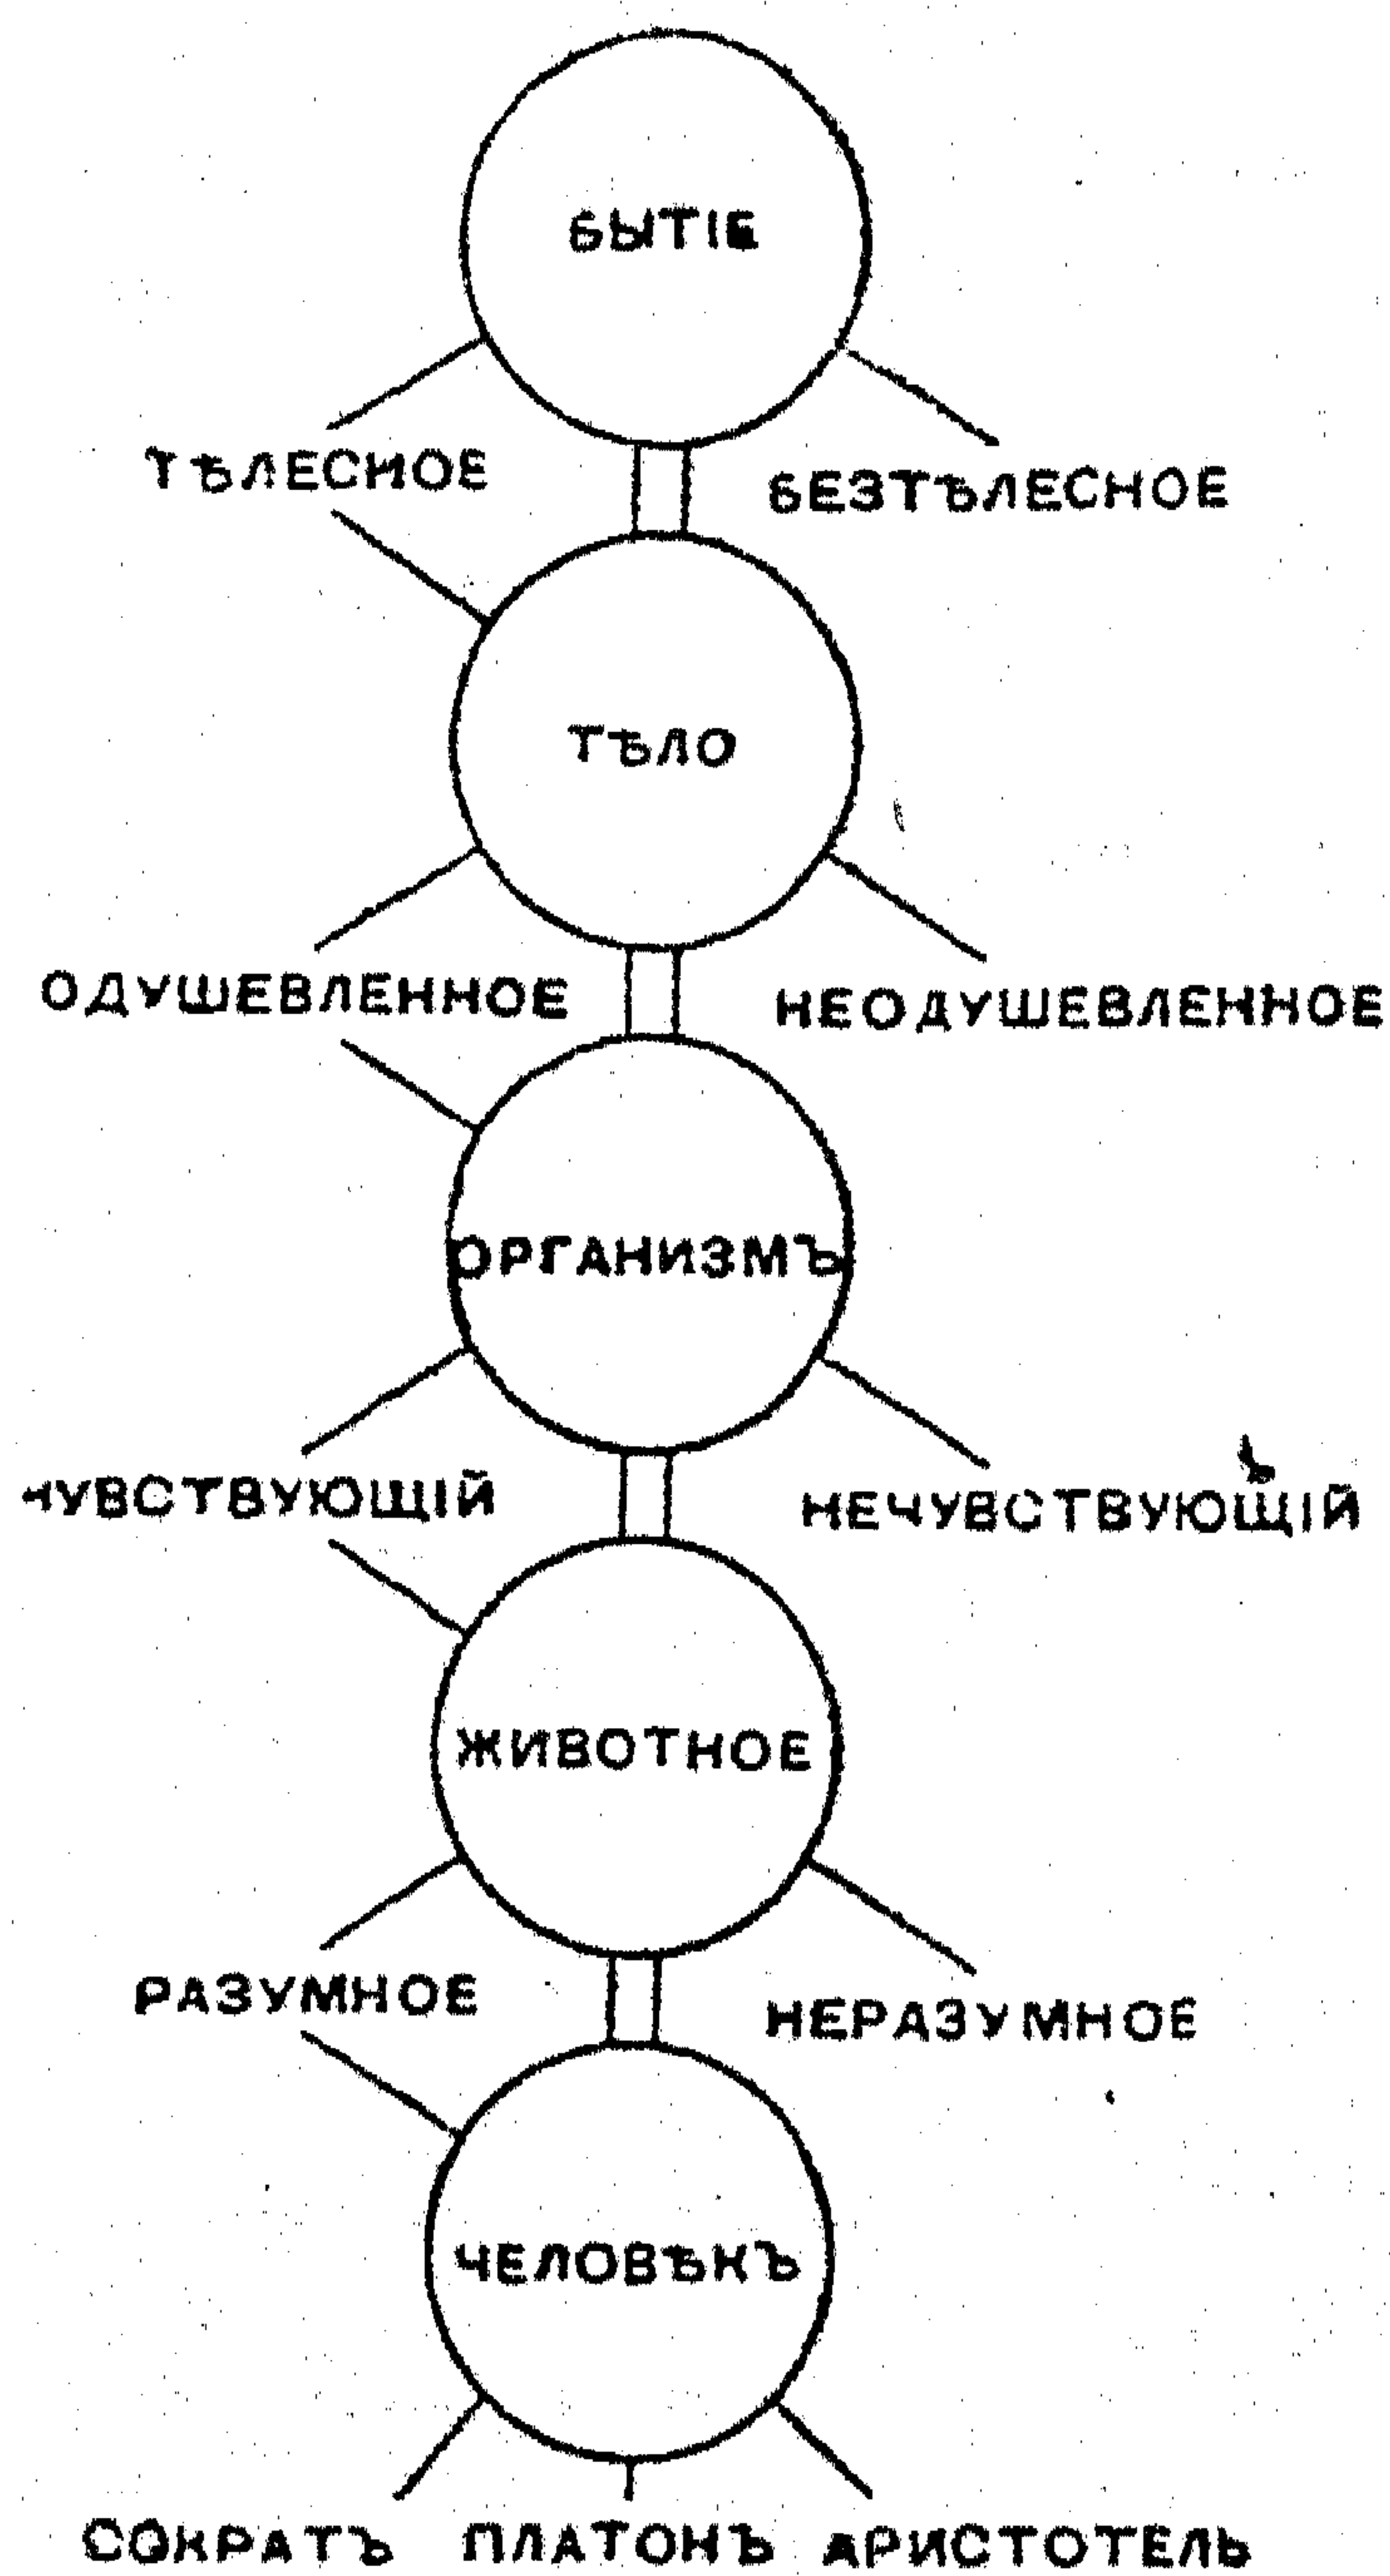 БЫТІЕ
ТѢЛЕСНОЕ
БЕЗТѢЛЕСНОЕ
ТѢЛО
ОДУШЕВЛЕННОЕ
НЕОДУШЕВЛЕННОЕ
ОРГАНИЗМЪ
ЧУВСТВУЮЩІЙ
НЕЧУВСТВУЮЩІЙ
ЖИВОТНОЕ
РАЗУМНОЕ
НЕРАЗУМНОЕ
ЧЕЛОВѢКЪ
СОКРАТЪ ПЛАТОНЪ АРИСТОТЕЛЬ